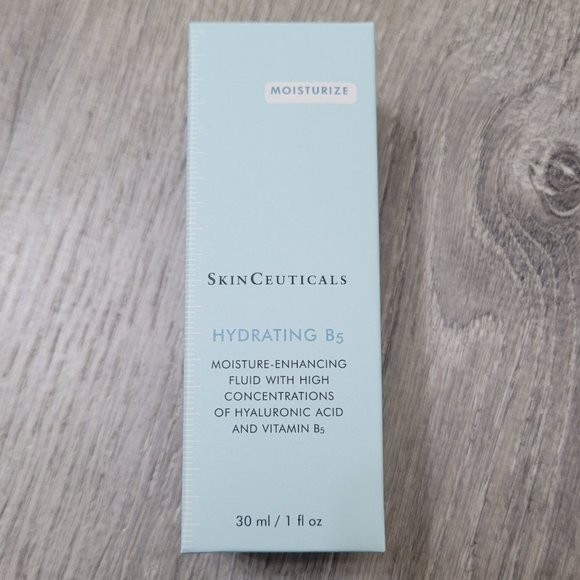 MOISTURIZE
SKINCEUTICALS
HYDRATING B5
MOISTURE-ENHANCING
FLUID WITH HIGH
CONCENTRATIONS
OF HYALURONIC ACID
AND VITAMIN B5
30 ml / 1 fl oz